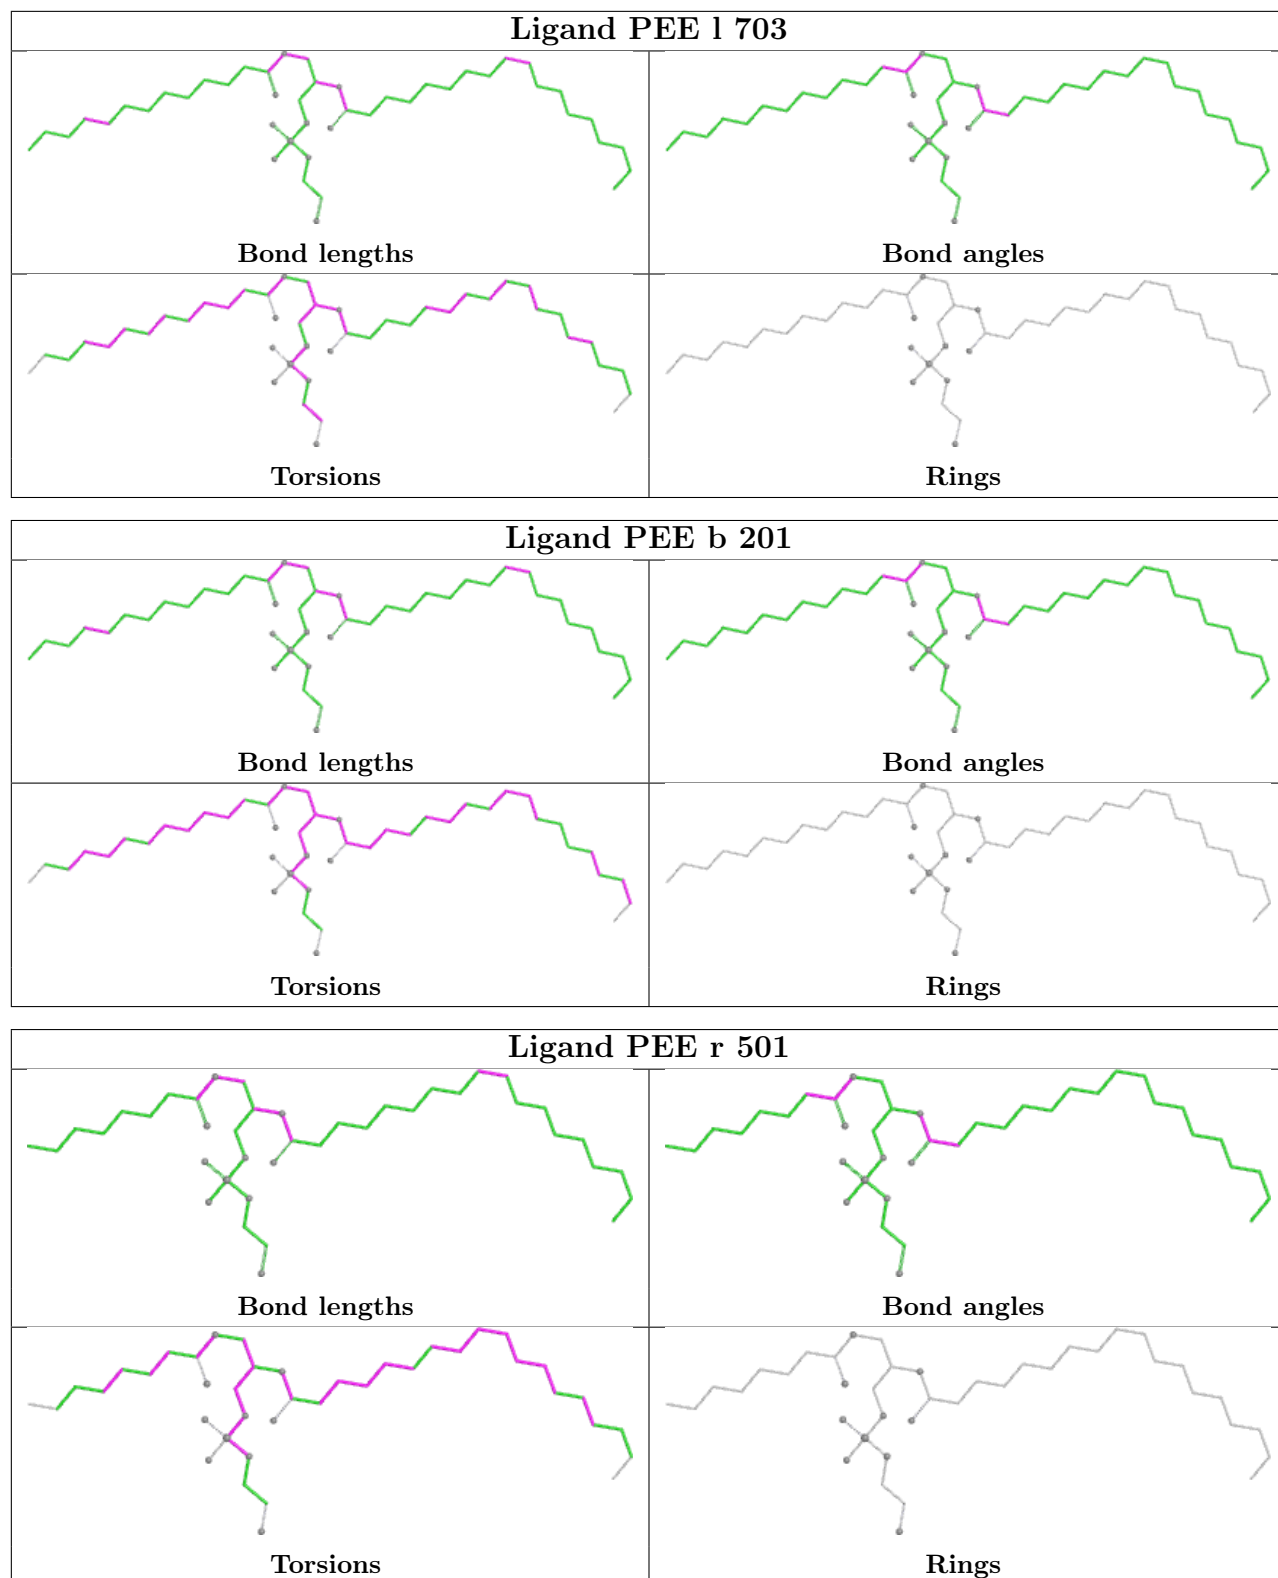 Ligand PEE l 703
Bond lengths
Bond angles
Torsions
Rings
Ligand PEE b 201
Bond lengths
Bond angles
Torsions
Rings
Ligand PEE r 501
Bond lengths
Bond angles
Torsions
Rings